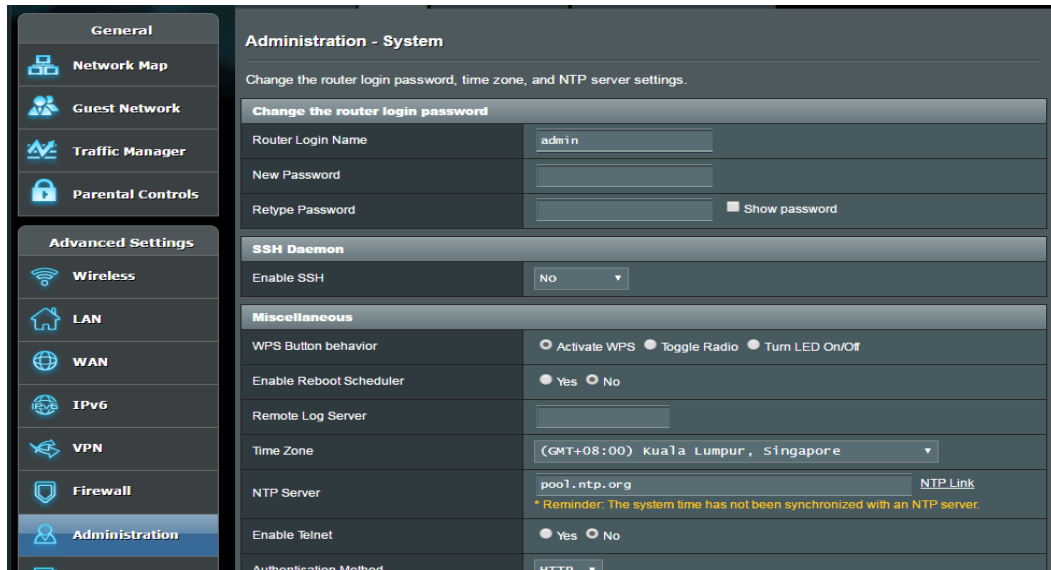 General
Network Map
Guest Network
Traffic Manager
Parental Controls
Advanced Settings
Wireless
LAN
WAN
IPv6
VPN
Firewall
Administration
Administration - System
Change the router login password, time zone, and NTP server settings.
Change the router login password
Router Login Name admin
New Password
Retype Password Show password
SSH Daemon
Enable SSH No
Miscellaneous
WPS Button behavior Activate WPS Toggle Radio Turn LED On/Off
Enable Reboot Scheduler Yes No
Remote Log Server
Time Zone (GMT+08:00) Kuala Lumpur, Singapore
NTP Server pool.ntp.org NTP Link
* Reminder: The system time has not been synchronized with an NTP server.
Enable Telnet Yes No
Authentication Method HTTP